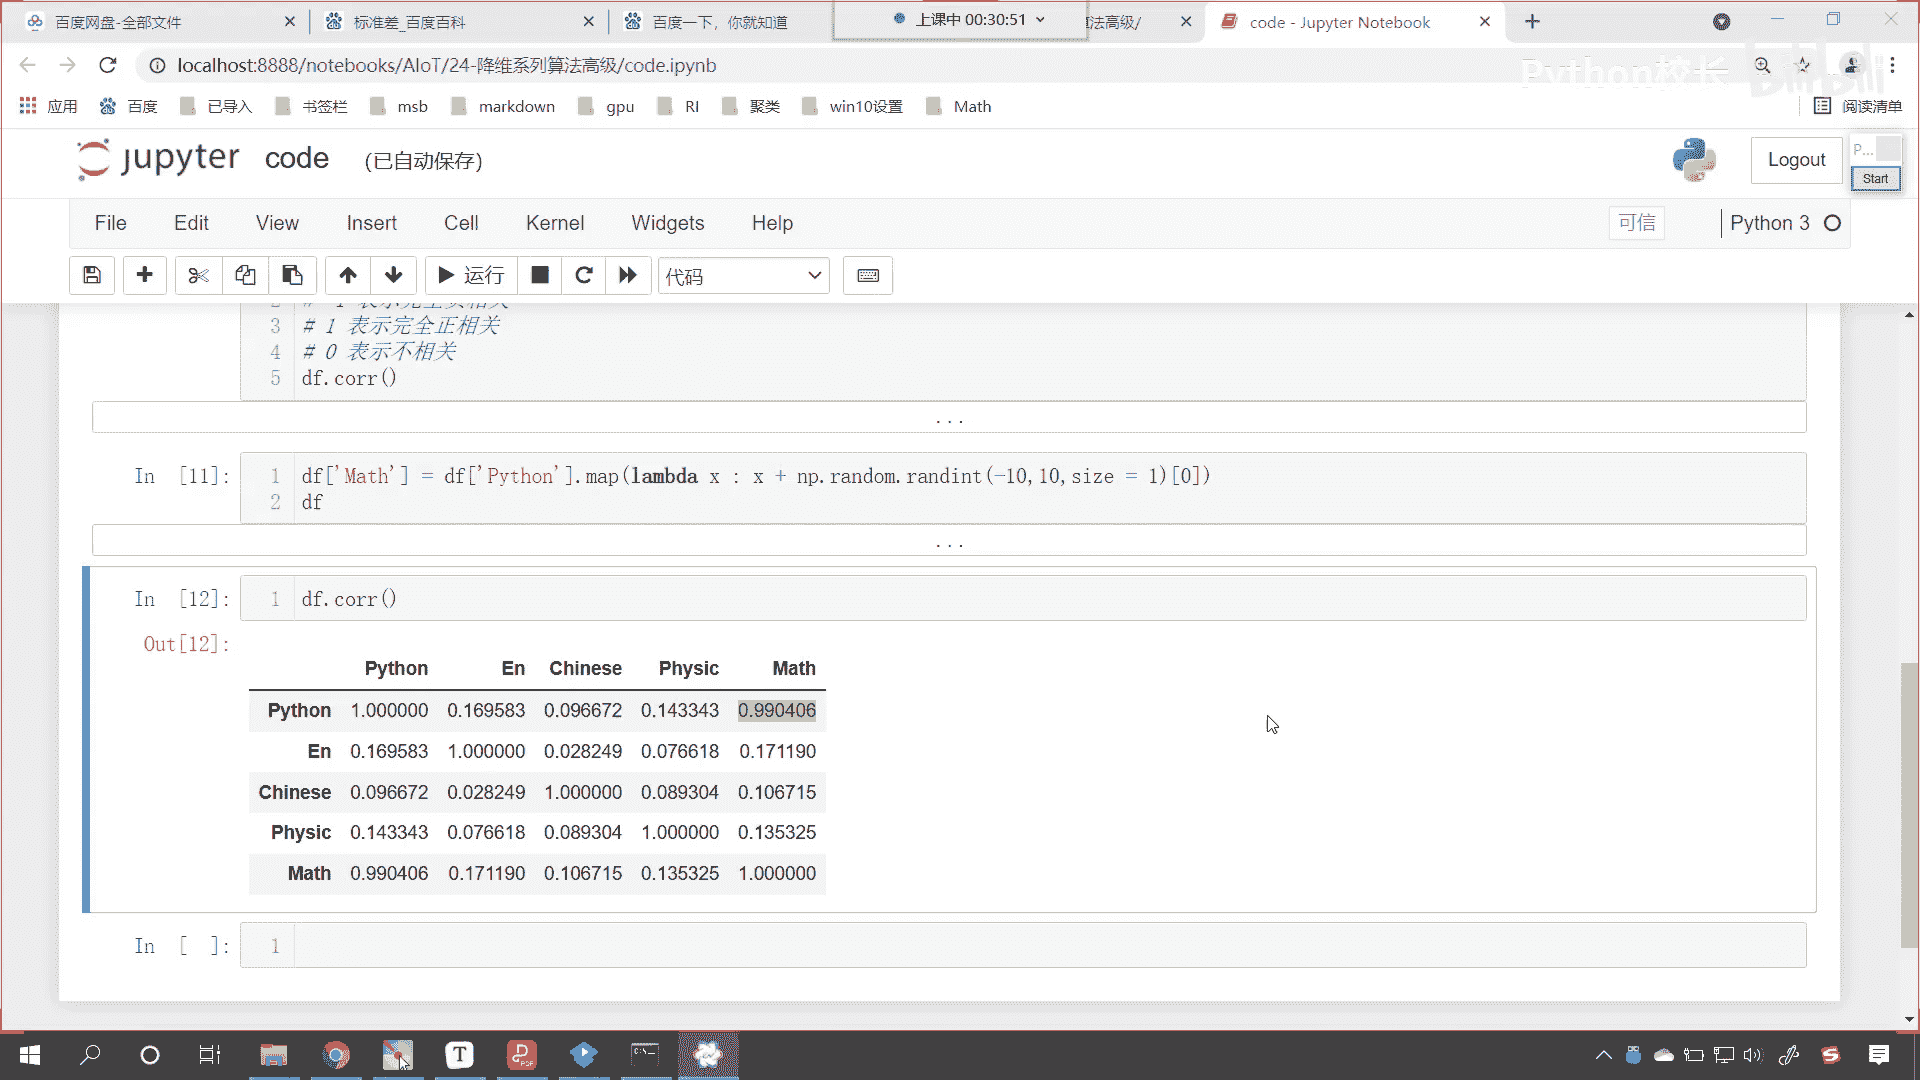 百度网盘-全部文件
标准差_百度百科
百度一下，你就知道
上课中 00:30:51
算法高级/
code - Jupyter Notebook
localhost:8888/notebooks/AIoT/24-降维系列算法高级/code.ipynb
Python校长
bilibili
应用
百度
已导入
书签栏
msb
markdown
gpu
RI
聚类
win10设置
Math
阅读清单
jupyter
code
(已自动保存)
Logout
P...
Start
File Edit View Insert Cell Kernel Widgets Help
可信
Python 3
运行
代码
3 # 1 表示完全正相关
4 # 0 表示不相关
5 df.corr()
...
In [11]:
1 df['Math'] = df['Python'].map(lambda x : x + np.random.randint(-10,10,size = 1)[0])
2 df
...
In [12]:
1 df.corr()
Out[12]:
Python En Chinese Physic Math
Python 1.000000 0.169583 0.096672 0.143343 0.990406
En 0.169583 1.000000 0.028249 0.076618 0.171190
Chinese 0.096672 0.028249 1.000000 0.089304 0.106715
Physic 0.143343 0.076618 0.089304 1.000000 0.135325
Math 0.990406 0.171190 0.106715 0.135325 1.000000
In [ ]:
1